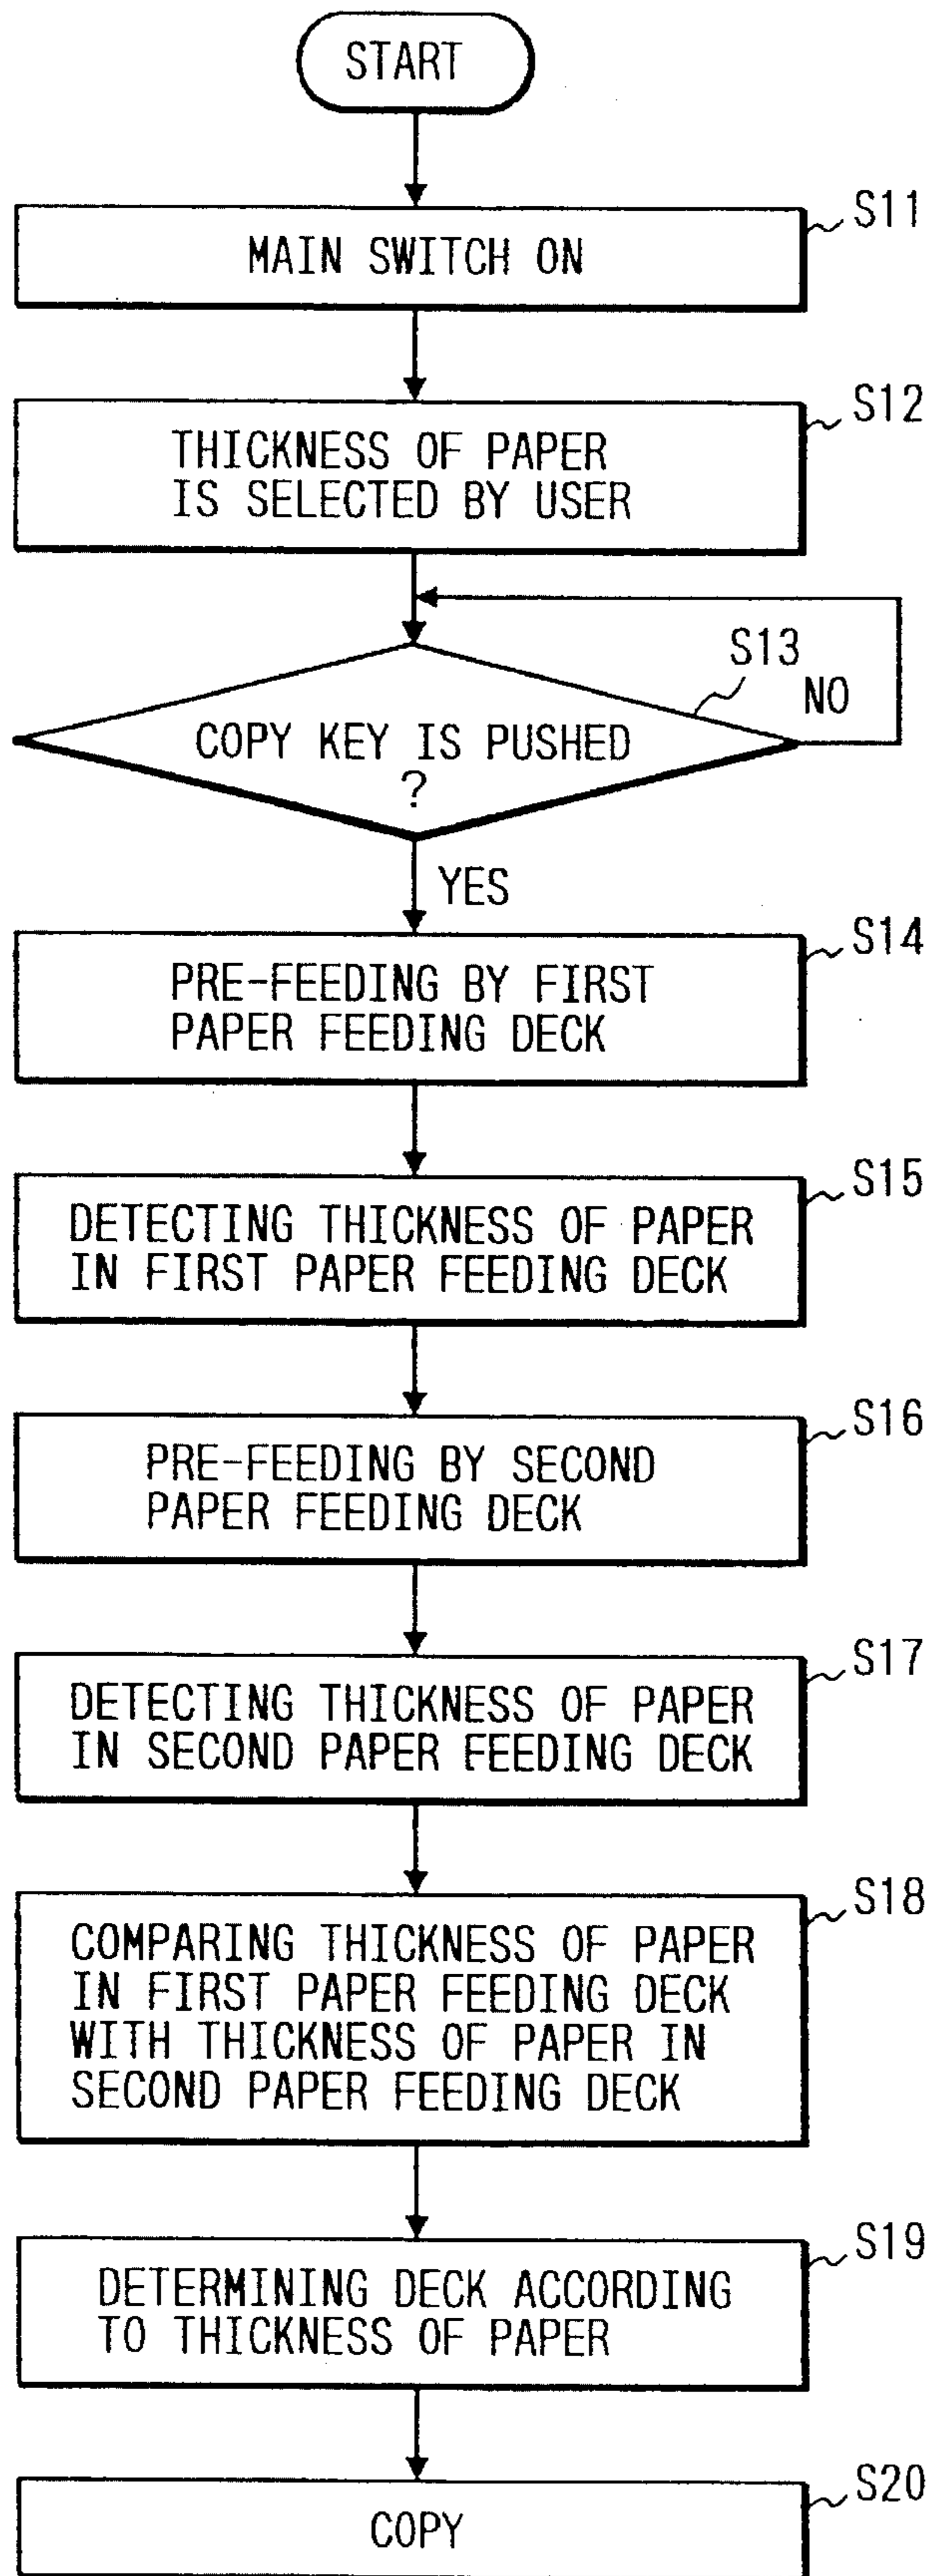 START
S11
MAIN SWITCH ON
S12
THICKNESS OF PAPER
IS SELECTED BY USER
S13
NO
COPY KEY IS PUSHED
?
YES
S14
PRE-FEEDING BY FIRST
PAPER FEEDING DECK
S15
DETECTING THICKNESS OF PAPER
IN FIRST PAPER FEEDING DECK
S16
PRE-FEEDING BY SECOND
PAPER FEEDING DECK
S17
DETECTING THICKNESS OF PAPER
IN SECOND PAPER FEEDING DECK
S18
COMPARING THICKNESS OF PAPER
IN FIRST PAPER FEEDING DECK
WITH THICKNESS OF PAPER IN
SECOND PAPER FEEDING DECK
S19
DETERMINING DECK ACCORDING
TO THICKNESS OF PAPER
S20
COPY